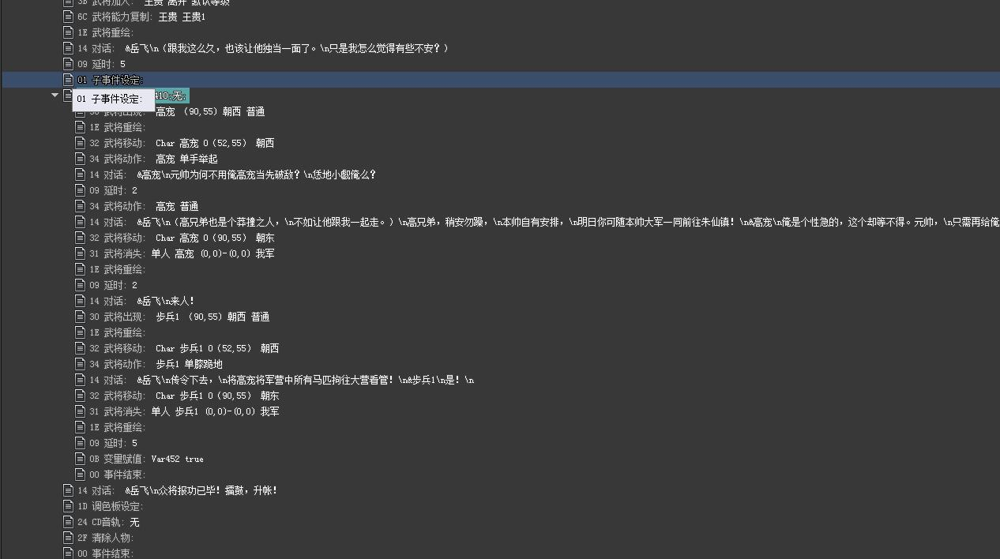 3B 武将加入: 王贵 离开 默认等级
6C 武将能力复制: 王贵 王贵1
1E 武将重绘:
14 对话: &岳飞\n（跟我这么久，也该让他独当一面了。\n只是我怎么觉得有些不安？）
09 延时: 5
01 子事件设定:
410:无;
01 子事件设定:
30 武将出现: 高宠 （90,55）朝西 普通
1E 武将重绘:
32 武将移动: Char 高宠 0（52,55） 朝西
34 武将动作: 高宠 单手举起
14 对话: &高宠\n元帅为何不用俺高宠当先破敌？\n恁地小觑俺么？
09 延时: 2
34 武将动作: 高宠 普通
14 对话: &岳飞\n（高兄弟也是个莽撞之人，\n不如让他跟我一起走。）\n高兄弟，稍安勿躁，\n本帅自有安排，\n明日你可随本帅大军一同前往朱仙镇！\n&高宠\n俺是个性急的，这个却等不得。元帅，\n只需再给俺
32 武将移动: Char 高宠 0（90,55） 朝东
31 武将消失: 单人 高宠 (0,0)-(0,0) 我军
1E 武将重绘:
09 延时: 2
14 对话: &岳飞\n来人！
30 武将出现: 步兵1 （90,55）朝西 普通
1E 武将重绘:
32 武将移动: Char 步兵1 0（52,55） 朝西
34 武将动作: 步兵1 单膝跪地
14 对话: &岳飞\n传令下去，\n将高宠将军营中所有马匹拘往大营看管！\n&步兵1\n是！\n
32 武将移动: Char 步兵1 0（90,55） 朝东
31 武将消失: 单人 步兵1 (0,0)-(0,0) 我军
1E 武将重绘:
09 延时: 5
0B 变量赋值: Var452 true
00 事件结束:
14 对话: &岳飞\n众将报功已毕！擂鼓，升帐！
1D 调色板设定:
24 CD音轨: 无
2F 清除人物:
00 事件结束: